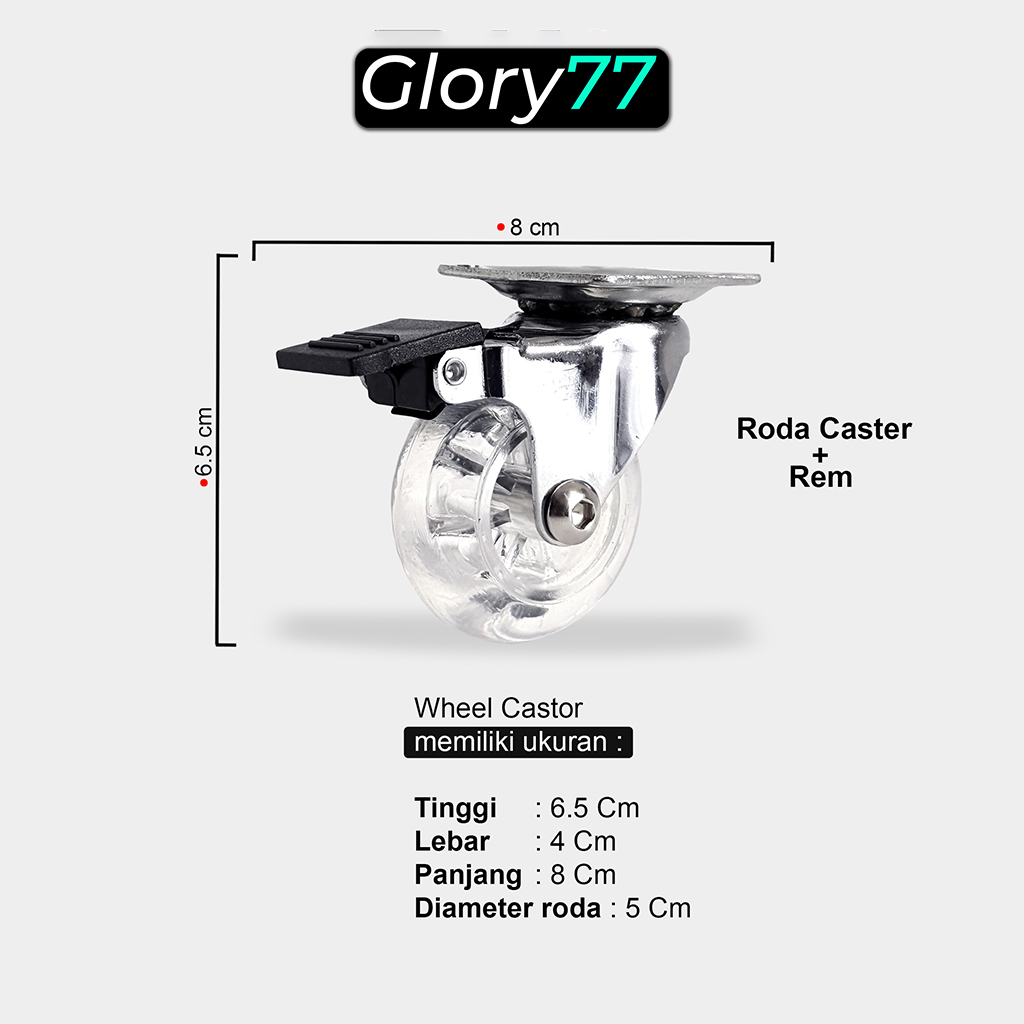 Glory77
•8 cm
•6.5 cm
Roda Caster
+
Rem
Wheel Castor
memiliki ukuran :
Tinggi : 6.5 Cm
Lebar : 4 Cm
Panjang : 8 Cm
Diameter roda : 5 Cm